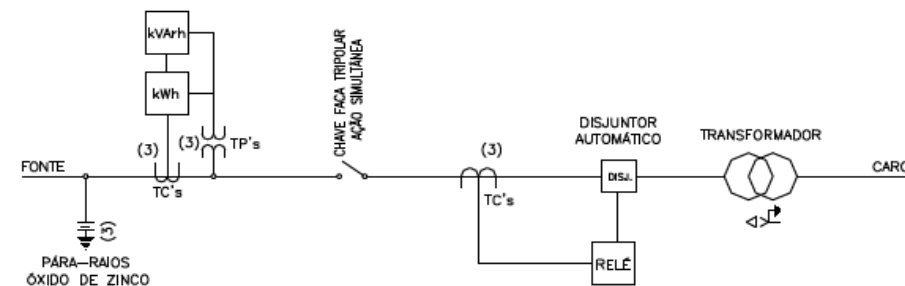 kVArh
kWh
(3)
(3)
TP's
FONTE
TC's
(3)
PÁRA-RAIOS
ÓXIDO DE ZINCO
CHAVE FACA TRIPOLAR
AÇÃO SIMULTÂNEA
(3)
TC's
DISJUNTOR
AUTOMÁTICO
DISJ.
RELÉ
TRANSFORMADOR
CARG